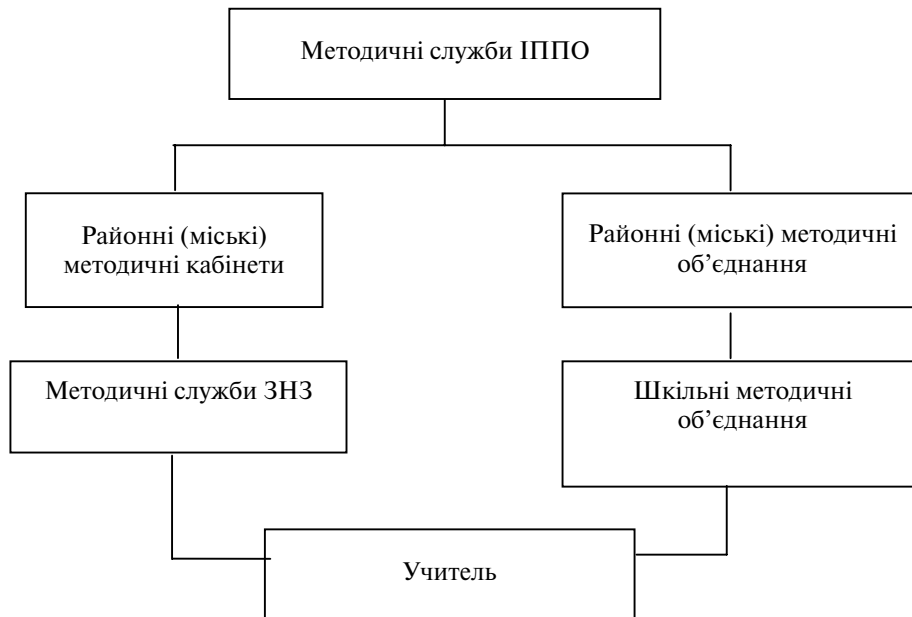 Методичні служби ІППО
Районні (міські)
методичні кабінети
Районні (міські) методичні
об’єднання
Методичні служби ЗНЗ
Шкільні методичні
об’єднання
Учитель